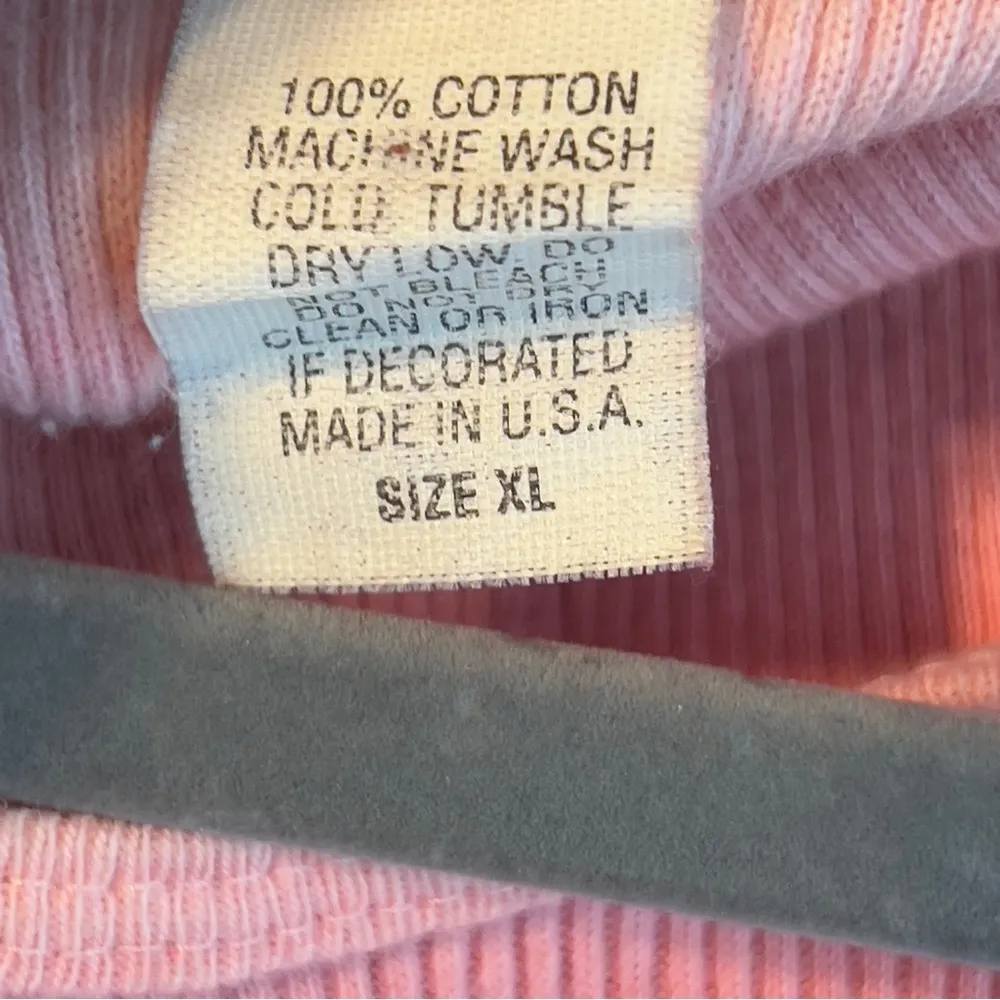 100% COTTON
MACHINE WASH
COLD TUMBLE
DRY LOW. DO
NOT BLEACH
DO NOT DRY
CLEAN OR IRON
IF DECORATED
MADE IN U.S.A.
SIZE XL